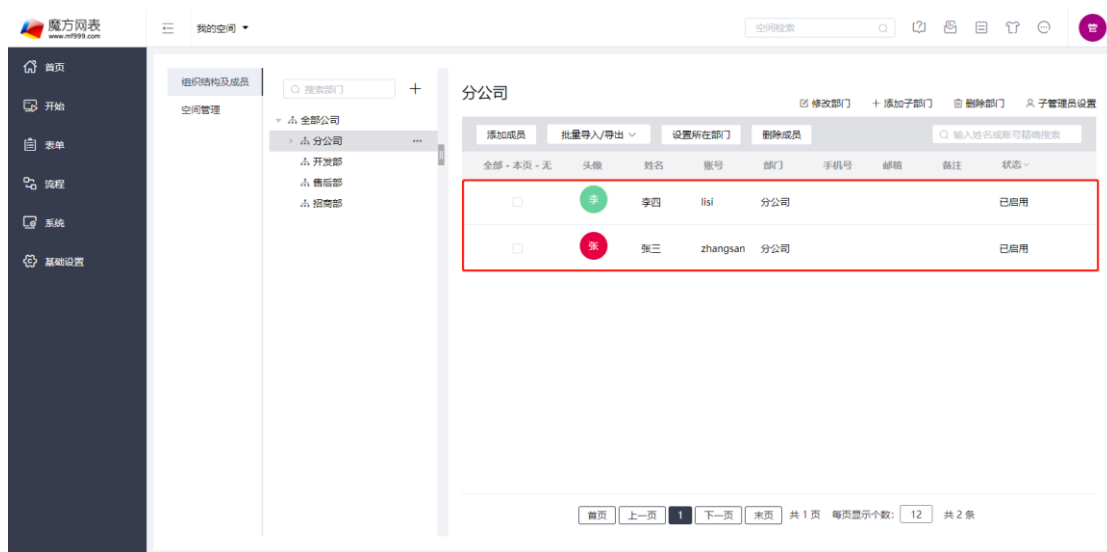 魔方网表
www.mf999.com
我的空间
空间检索
管
首页
开始
表单
流程
系统
基础设置
组织结构及成员
空间管理
搜索部门
全部公司
分公司
开发部
售后部
招商部
分公司
修改部门 + 添加子部门 删除部门 子管理员设置
添加成员 批量导入/导出 设置所在部门 删除成员 输入姓名或账号精确搜索
全部 - 本页 - 无 头像 姓名 账号 部门 手机号 邮箱 备注 状态
李 李四 lisi 分公司 已启用
张 张三 zhangsan 分公司 已启用
首页 上一页 1 下一页 末页 共 1 页 每页显示个数: 12 共 2 条